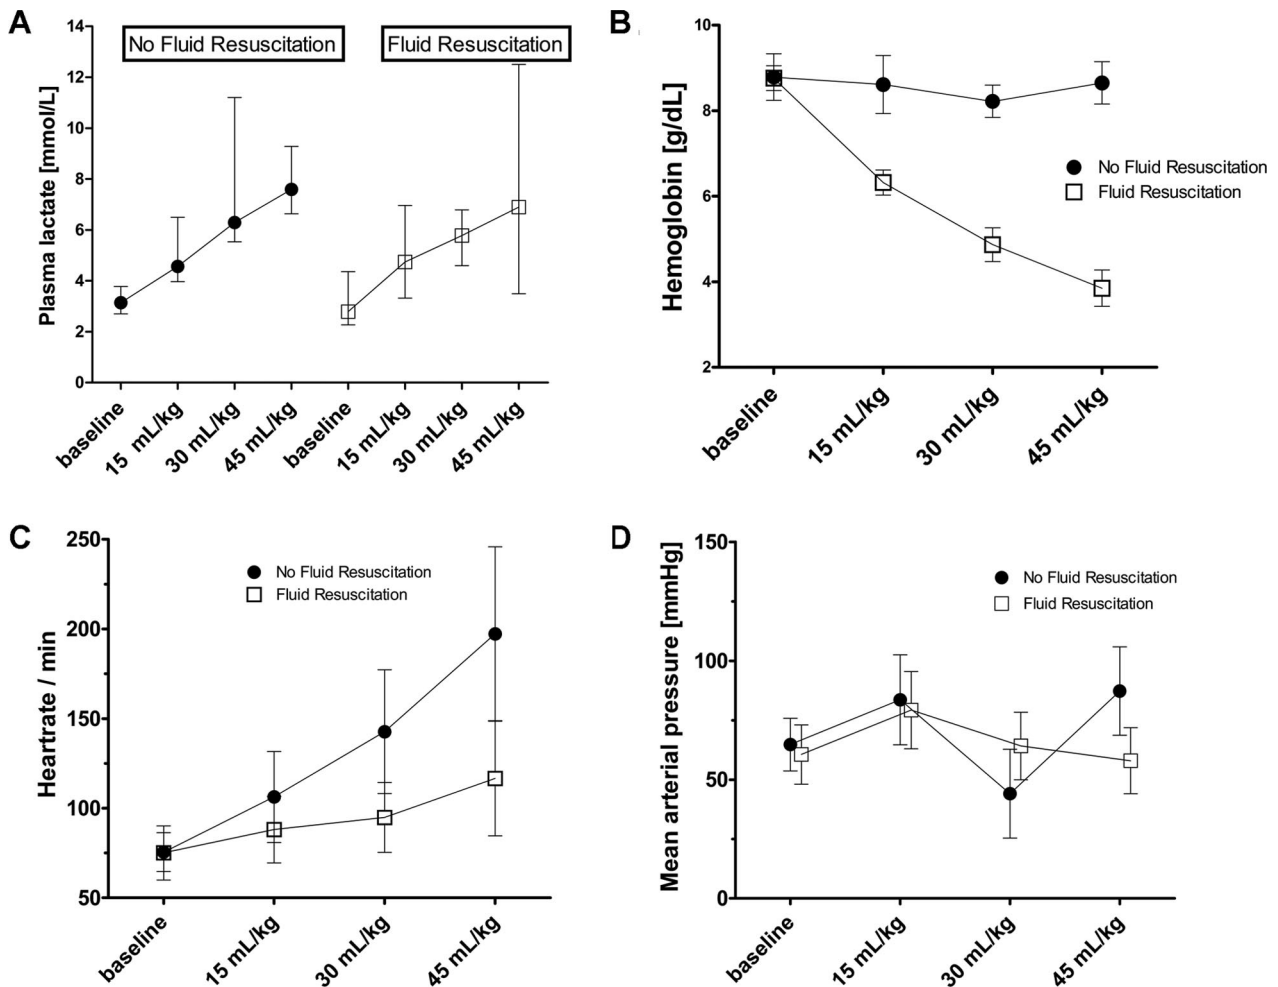 A
Plasma lactate [mmol/L]
14
12
10
8
6
4
2
0
No Fluid Resuscitation
Fluid Resuscitation
baseline
15 mL/kg
30 mL/kg
45 mL/kg
baseline
15 mL/kg
30 mL/kg
45 mL/kg
B
Hemoglobin [g/dL]
10
8
6
4
2
No Fluid Resuscitation
Fluid Resuscitation
baseline
15 mL/kg
30 mL/kg
45 mL/kg
C
Heartrate / min
250
200
150
100
50
No Fluid Resuscitation
Fluid Resuscitation
baseline
15 mL/kg
30 mL/kg
45 mL/kg
D
Mean arterial pressure [mmHg]
150
100
50
0
No Fluid Resuscitation
Fluid Resuscitation
baseline
15 mL/kg
30 mL/kg
45 mL/kg